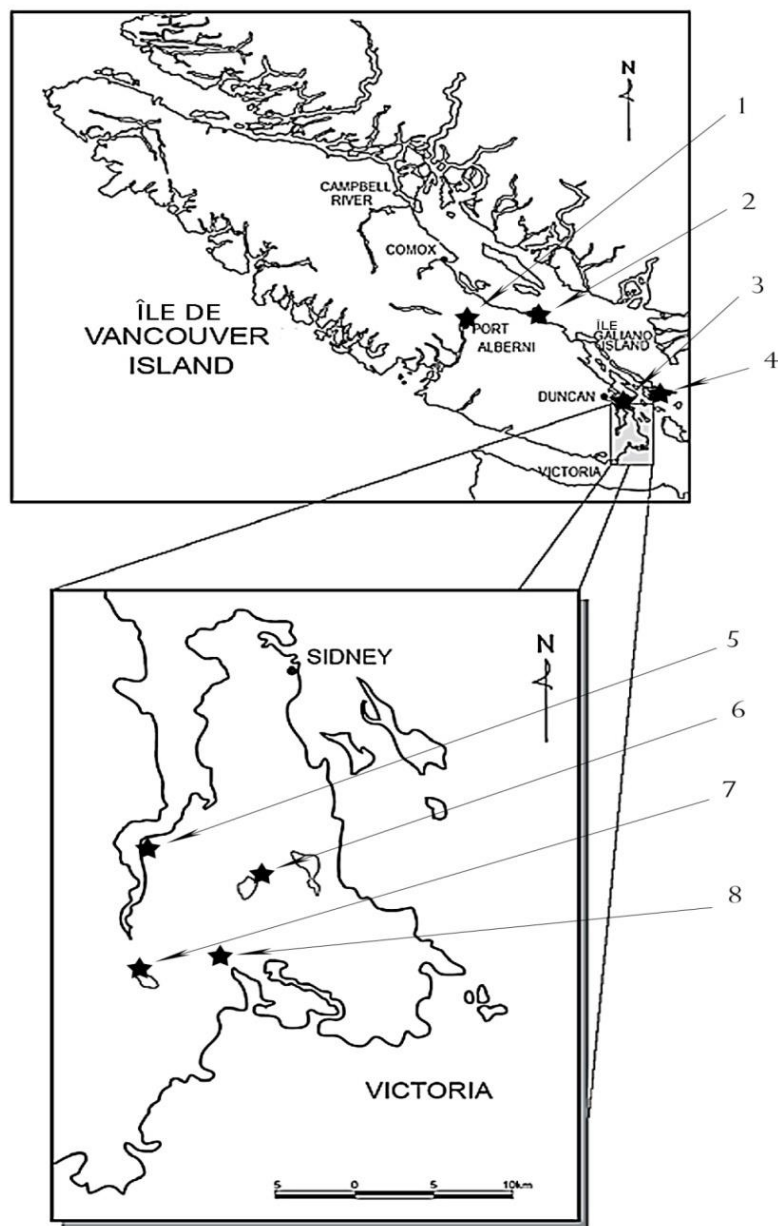 N
1
CAMPBELL
RIVER
2
COMOX
3
ÎLE DE
VANCOUVER
ISLAND
PORT
ALBERNI
ÎLE
GALIANO
ISLAND
4
DUNCAN
VICTORIA
5
SIDNEY
N
6
7
8
VICTORIA
5 0 5 10km